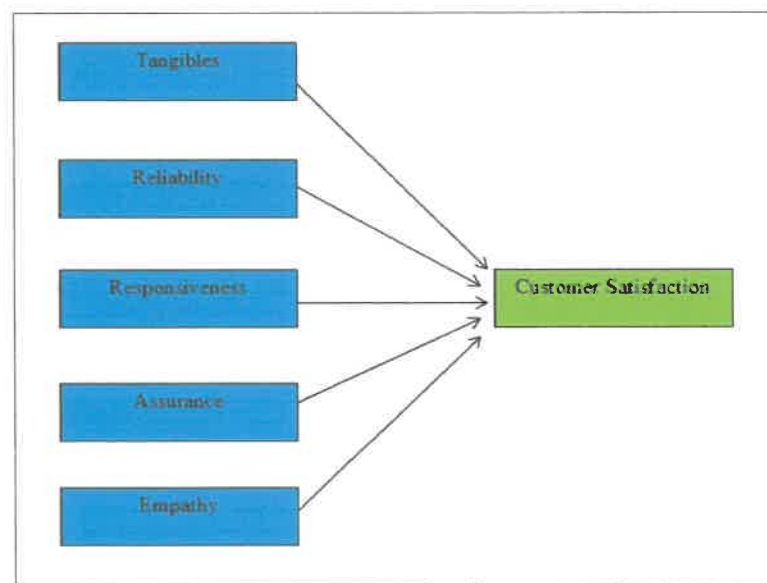 Tangibles
Reliability
Responsiveness
Customer Satisfaction
Assurance
Empathy